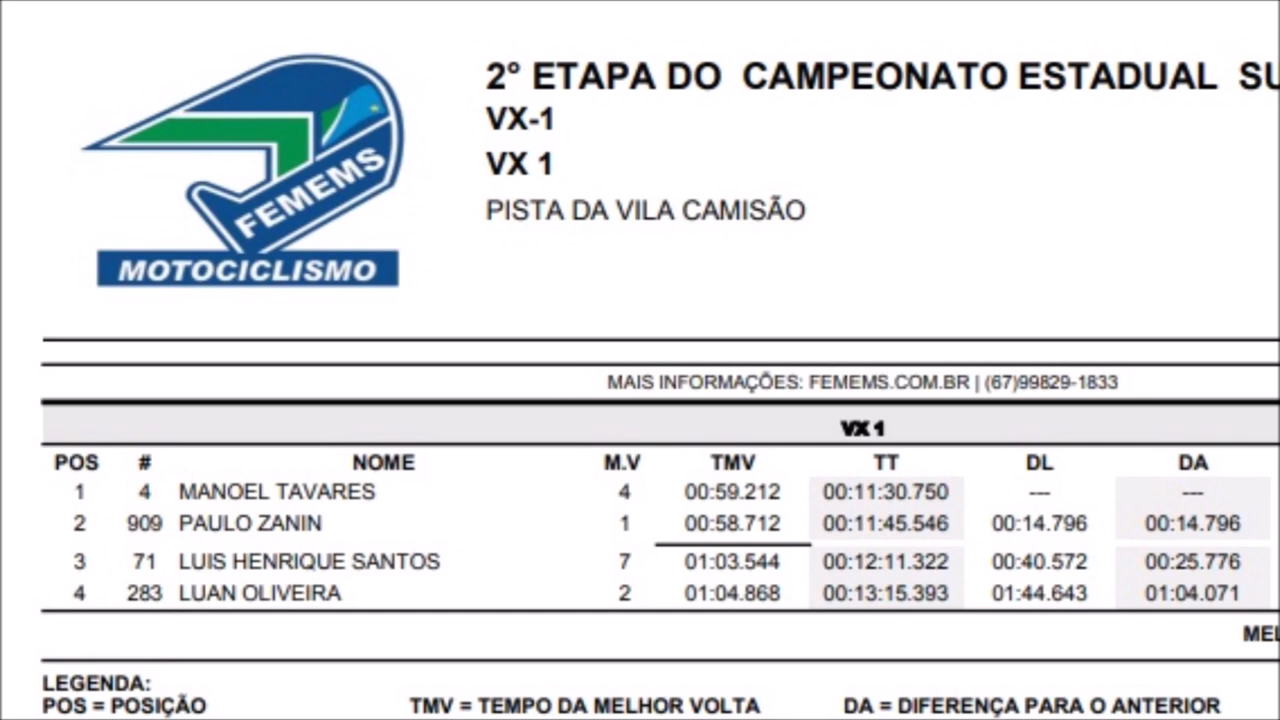 FEMEMS
MOTOCICLISMO
2° ETAPA DO CAMPEONATO ESTADUAL SU
VX-1
VX 1
PISTA DA VILA CAMISÃO
MAIS INFORMAÇÕES: FEMEMS.COM.BR | (67)99829-1833
VX 1
POS # NOME M.V TMV TT DL DA
1 4 MANOEL TAVARES 4 00:59.212 00:11:30.750 --- ---
2 909 PAULO ZANIN 1 00:58.712 00:11:45.546 00:14.796 00:14.796
3 71 LUIS HENRIQUE SANTOS 7 01:03.544 00:12:11.322 00:40.572 00:25.776
4 283 LUAN OLIVEIRA 2 01:04.868 00:13:15.393 01:44.643 01:04.071
MEL
LEGENDA:
POS = POSIÇÃO TMV = TEMPO DA MELHOR VOLTA DA = DIFERENÇA PARA O ANTERIOR